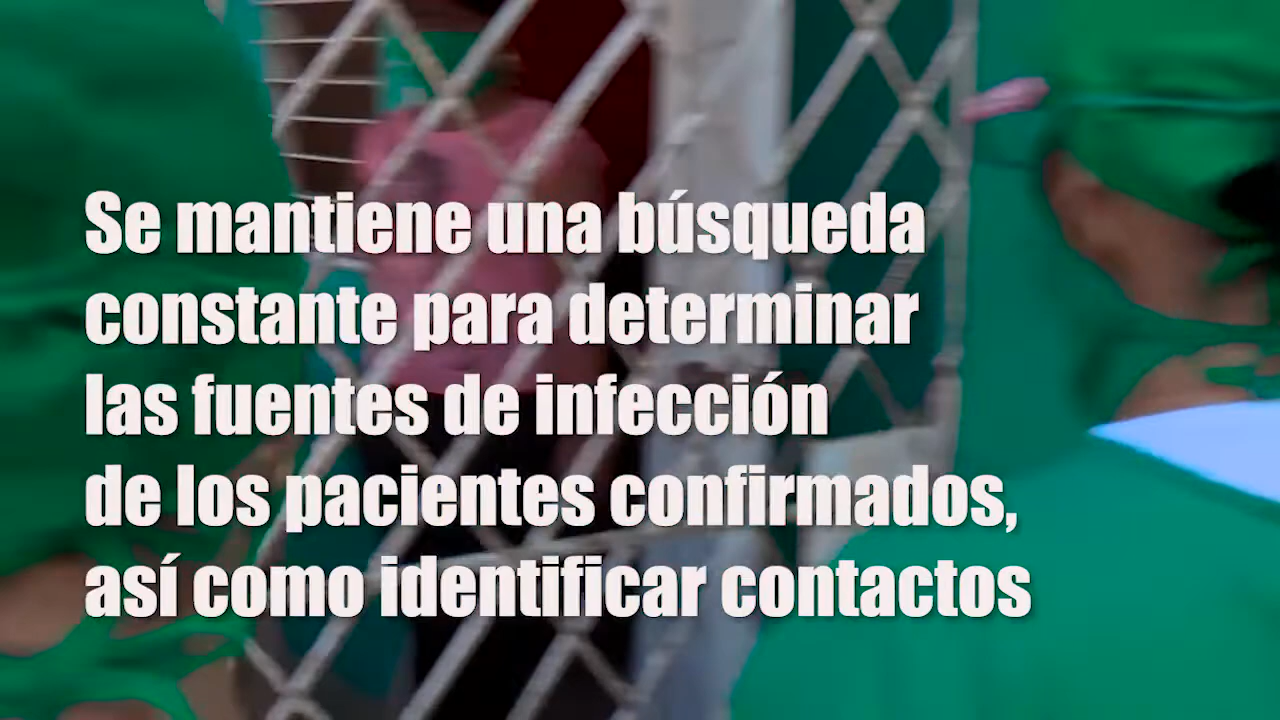 Se mantiene una búsqueda
constante para determinar
las fuentes de infección
de los pacientes confirmados,
así como identificar contactos